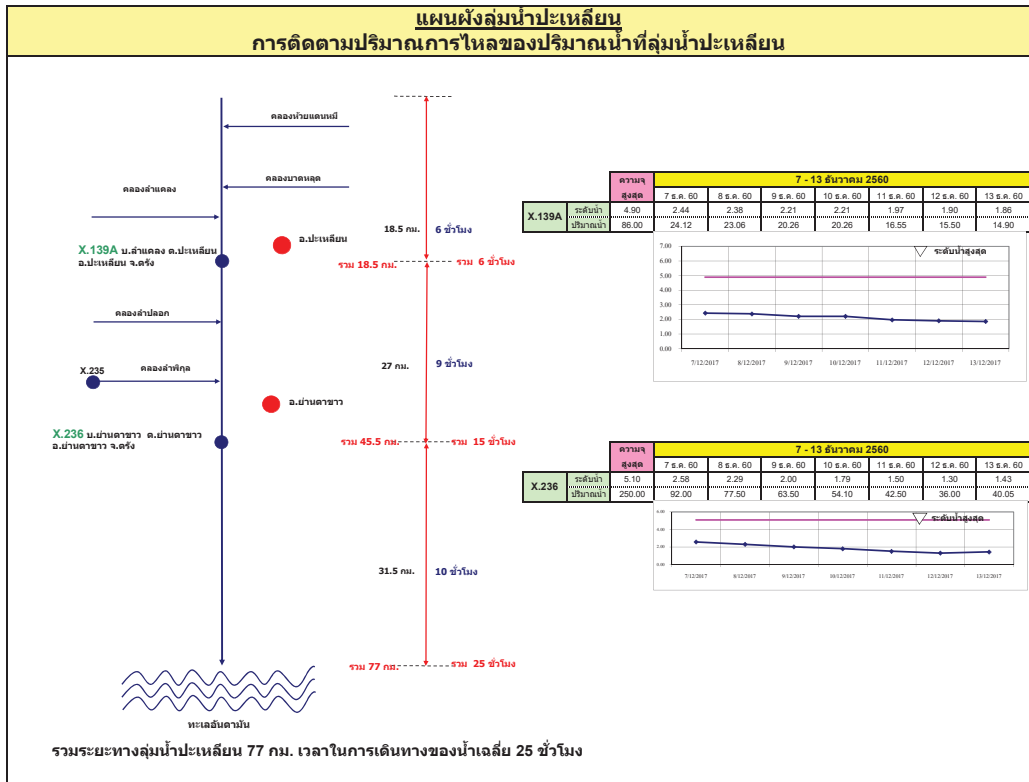 แผนผังลุ่มน้ำปะเหลียน
การติดตามปริมาณการไหลของปริมาณน้ำที่ลุ่มน้ำปะเหลียน
คลองห้วยแดนหมี
คลองบาดหลุด
คลองลำแคลง
18.5 กม. 6 ชั่วโมง
อ.ปะเหลียน
X.139A บ.ลำแคลง ต.ปะเหลียน
อ.ปะเหลียน จ.ตรัง
รวม 18.5 กม. รวม 6 ชั่วโมง
คลองลำปลอก
X.235 คลองลำพิกุล
27 กม. 9 ชั่วโมง
อ.ย่านตาขาว
X.236 บ.ย่านตาขาว ต.ย่านตาขาว
อ.ย่านตาขาว จ.ตรัง
รวม 45.5 กม. รวม 15 ชั่วโมง
31.5 กม. 10 ชั่วโมง
รวม 77 กม. รวม 25 ชั่วโมง
ทะเลอันดามัน
ความจุสูงสุด 7 - 13 ธันวาคม 2560
7 ธ.ค. 60 8 ธ.ค. 60 9 ธ.ค. 60 10 ธ.ค. 60 11 ธ.ค. 60 12 ธ.ค. 60 13 ธ.ค. 60
X.139A
ระดับน้ำ 4.90 2.44 2.38 2.21 2.21 1.97 1.90 1.86
ปริมาณน้ำ 86.00 24.12 23.06 20.26 20.26 16.55 15.50 14.90
ระดับน้ำสูงสุด
7.00
6.00
5.00
4.00
3.00
2.00
1.00
0.00
7/12/2017 8/12/2017 9/12/2017 10/12/2017 11/12/2017 12/12/2017 13/12/2017
ความจุสูงสุด 7 - 13 ธันวาคม 2560
7 ธ.ค. 60 8 ธ.ค. 60 9 ธ.ค. 60 10 ธ.ค. 60 11 ธ.ค. 60 12 ธ.ค. 60 13 ธ.ค. 60
X.236
ระดับน้ำ 5.10 2.58 2.29 2.00 1.79 1.50 1.30 1.43
ปริมาณน้ำ 250.00 92.00 77.50 63.50 54.10 42.50 36.00 40.05
ระดับน้ำสูงสุด
6.00
4.00
2.00
0.00
7/12/2017 8/12/2017 9/12/2017 10/12/2017 11/12/2017 12/12/2017 13/12/2017
รวมระยะทางลุ่มน้ำปะเหลียน 77 กม. เวลาในการเดินทางของน้ำเฉลี่ย 25 ชั่วโมง